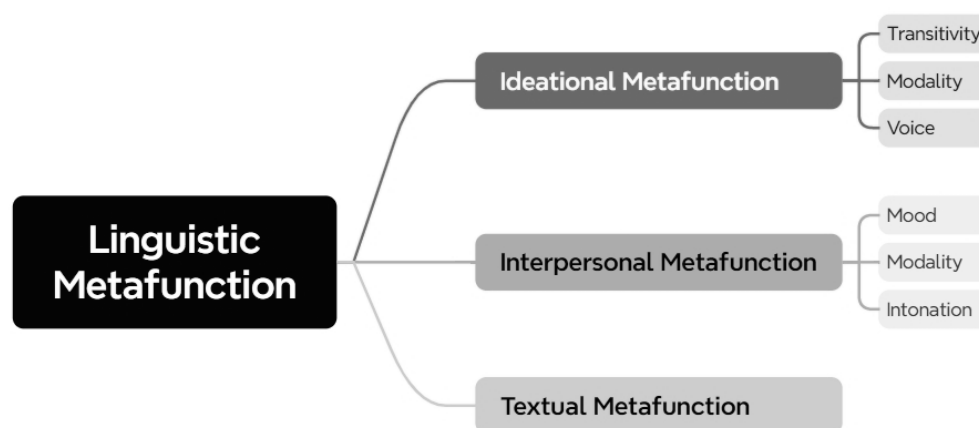 Linguistic
Metafunction
Ideational Metafunction
Transitivity
Modality
Voice
Interpersonal Metafunction
Mood
Modality
Intonation
Textual Metafunction